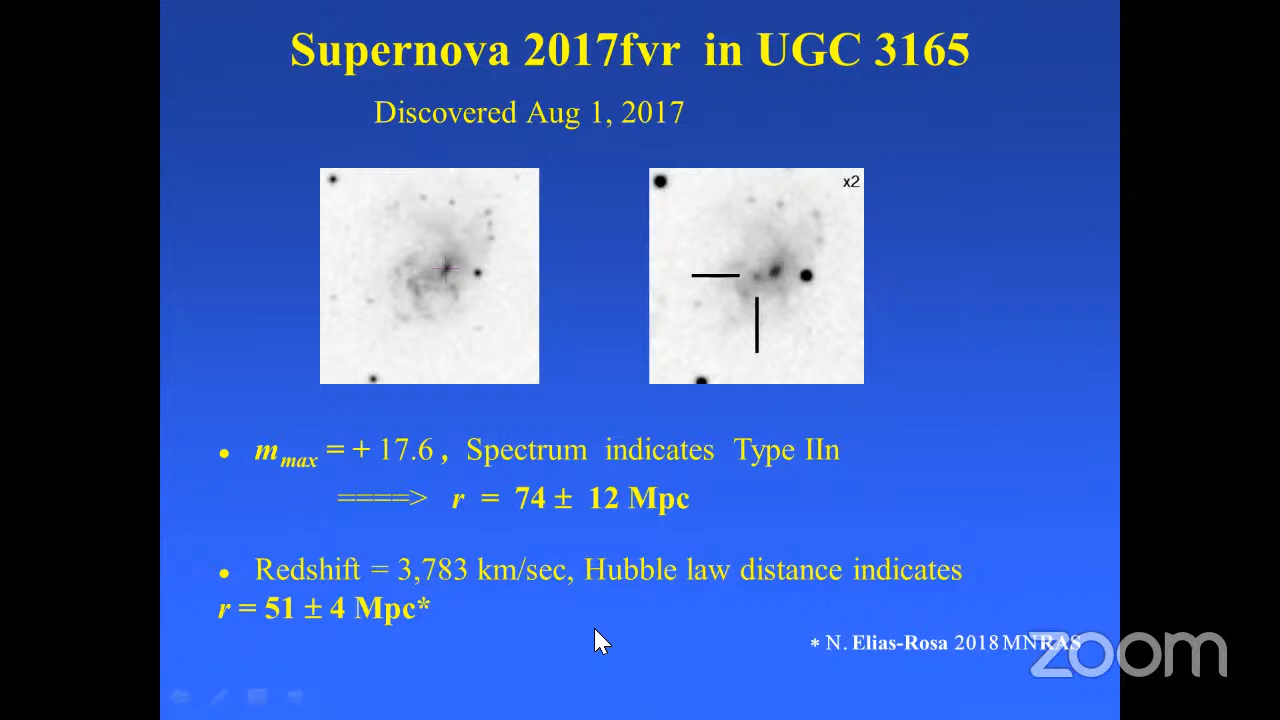 Supernova 2017fvr in UGC 3165
Discovered Aug 1, 2017
x2
• m max = + 17.6 , Spectrum indicates Type IIn
====> r = 74 ± 12 Mpc
• Redshift = 3,783 km/sec, Hubble law distance indicates
r = 51 ± 4 Mpc*
* N. Elias-Rosa 2018 MNRAS
zoom